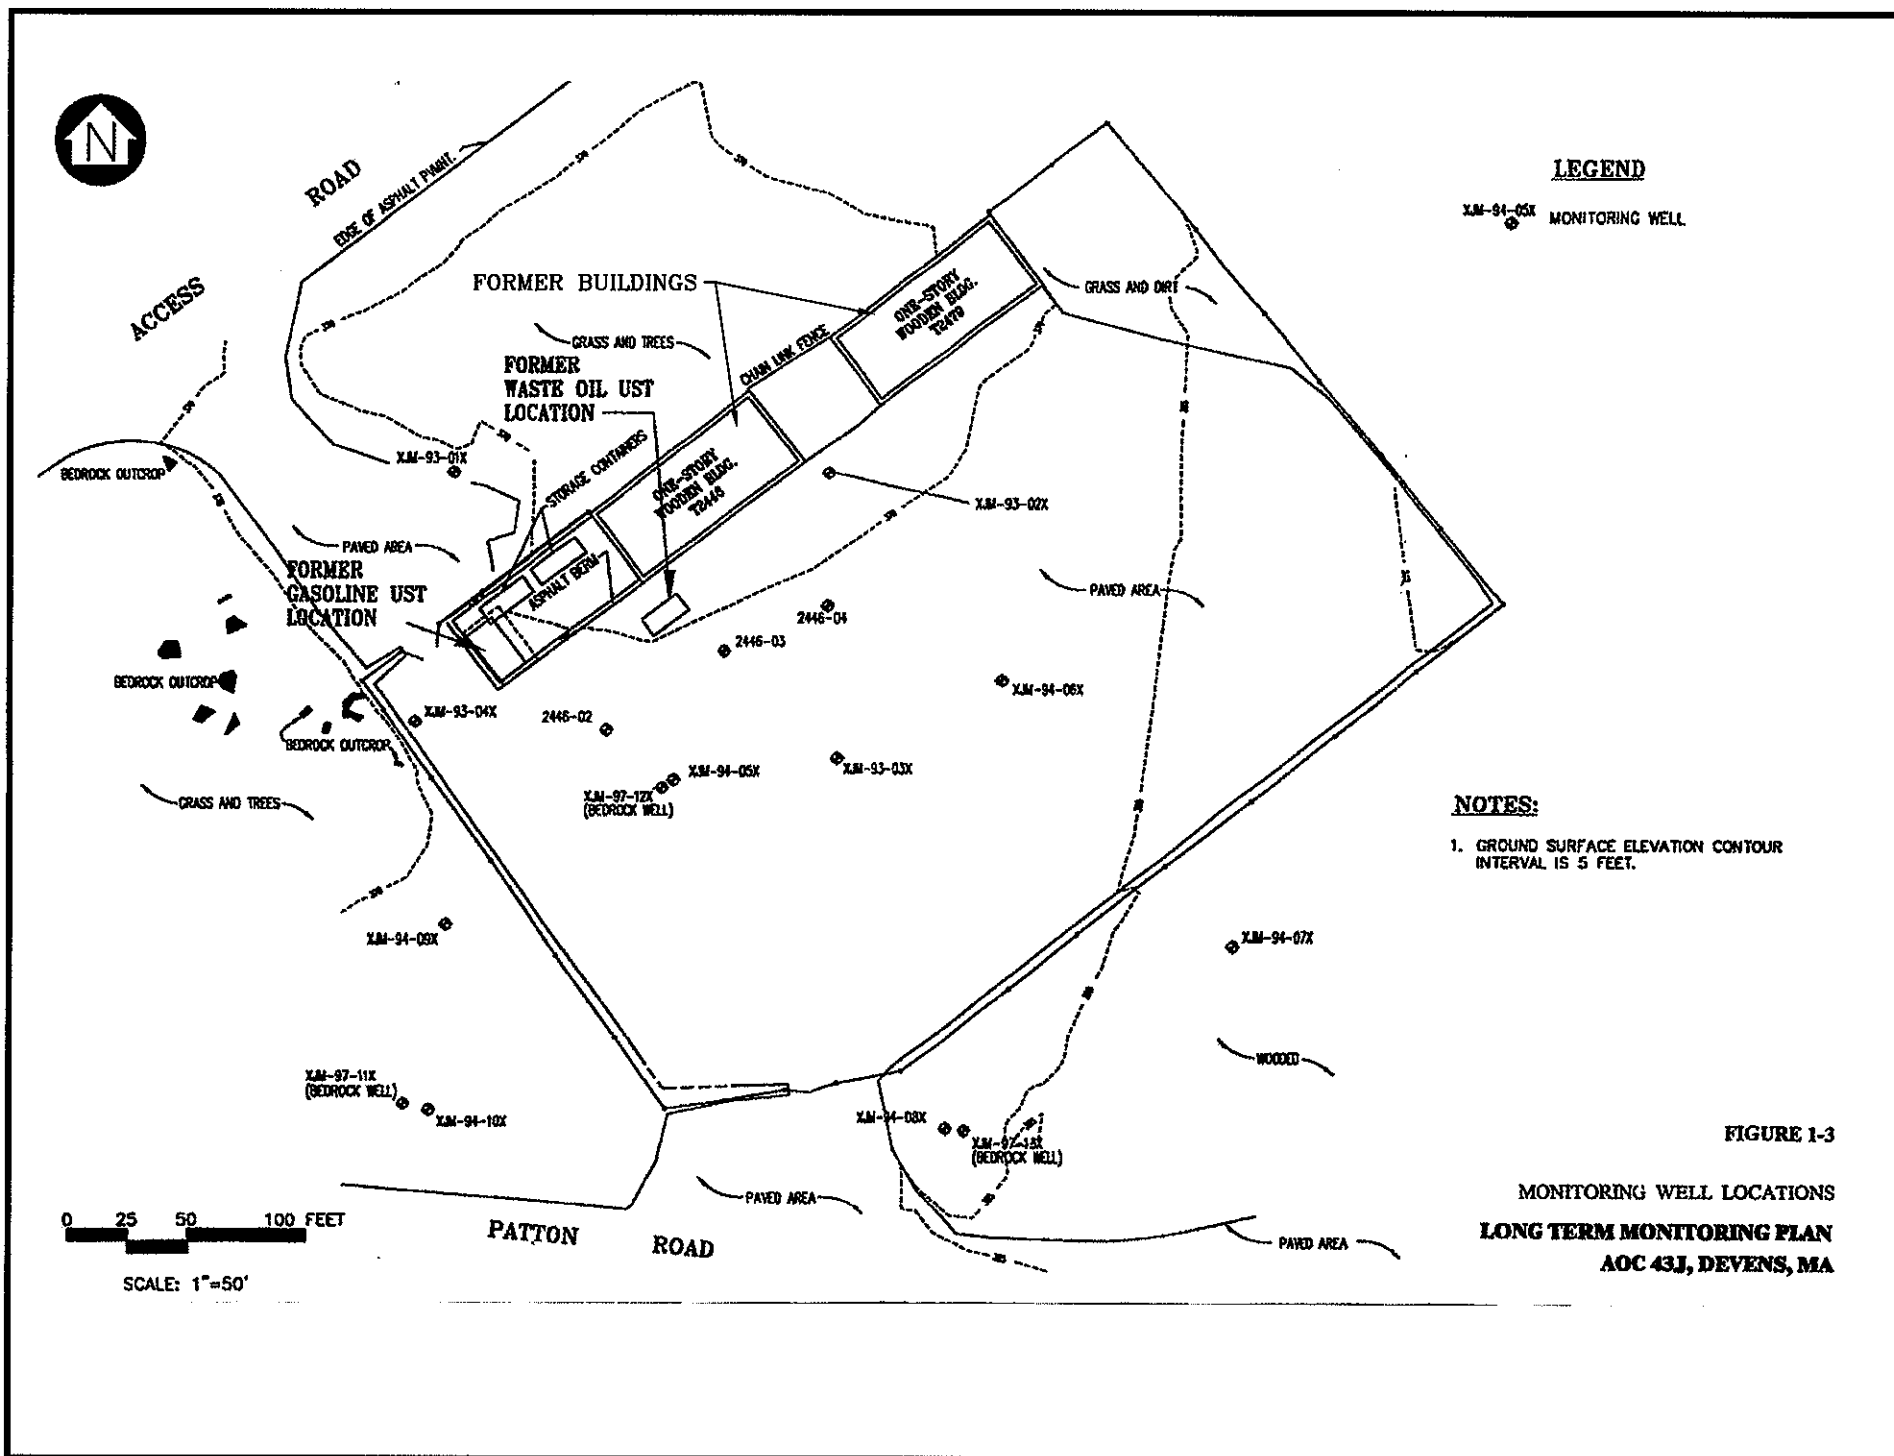 N
ROAD
EDGE OF ASPHALT PVMNT.
ACCESS
LEGEND
XJM-94-05X
MONITORING WELL
FORMER BUILDINGS
GRASS AND DIRT
ONE-STORY
WOODEN BLDG.
T2479
GRASS AND TREES
CHAIN LINK FENCE
FORMER
WASTE OIL UST
LOCATION
STORAGE CONTAINERS
XJM-93-01X
BEDROCK OUTCROP
ONE-STORY
WOODEN BLDG.
T2446
XJM-93-02X
PAVED AREA
FORMER
GASOLINE UST
LOCATION
ASPHALT BERM
PAVED AREA
2446-04
2446-03
BEDROCK OUTCROP
XJM-94-06X
XJM-93-04X
2446-02
BEDROCK OUTCROP
XJM-93-03X
XJM-94-05X
XJM-97-12X
(BEDROCK WELL)
GRASS AND TREES
NOTES:
1. GROUND SURFACE ELEVATION CONTOUR
INTERVAL IS 5 FEET.
XJM-94-09X
XJM-94-07X
WOODED
XJM-97-11X
(BEDROCK WELL)
XJM-94-10X
XJM-94-08X
XJM-97-13X
(BEDROCK WELL)
FIGURE 1-3
MONITORING WELL LOCATIONS
LONG TERM MONITORING PLAN
AOC 43J, DEVENS, MA
PAVED AREA
PATTON ROAD
PAVED AREA
0 25 50 100 FEET
SCALE: 1"=50'